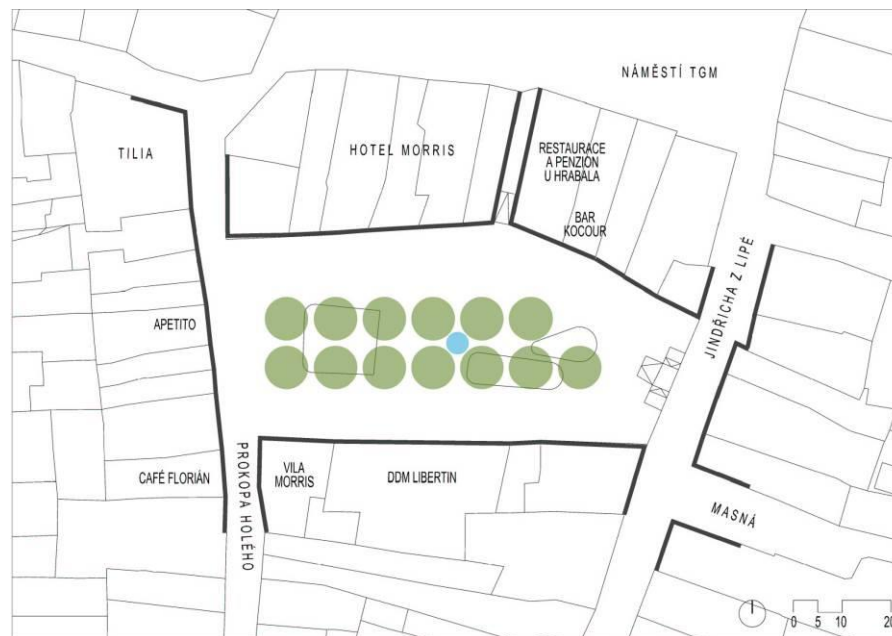 NÁMĚSTÍ TGM
TILIA
HOTEL MORRIS
RESTAURACE
A PENZION
U HRABALA
BAR
KOCOUR
JINDŘICHA Z LIPÉ
APETITO
CAFÉ FLORIÁN
PROKOPA HOLÉHO
VILA
MORRIS
DDM LIBERTIN
MASNÁ
0 5 10